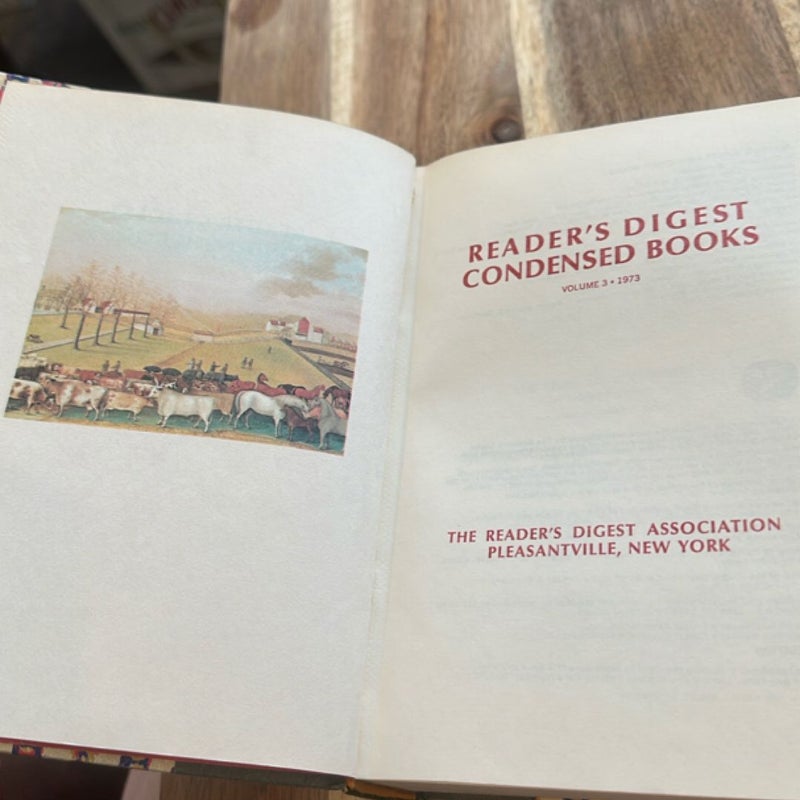 READER'S DIGEST
CONDENSED BOOKS
VOLUME 3 • 1973
THE READER'S DIGEST ASSOCIATION
PLEASANTVILLE, NEW YORK